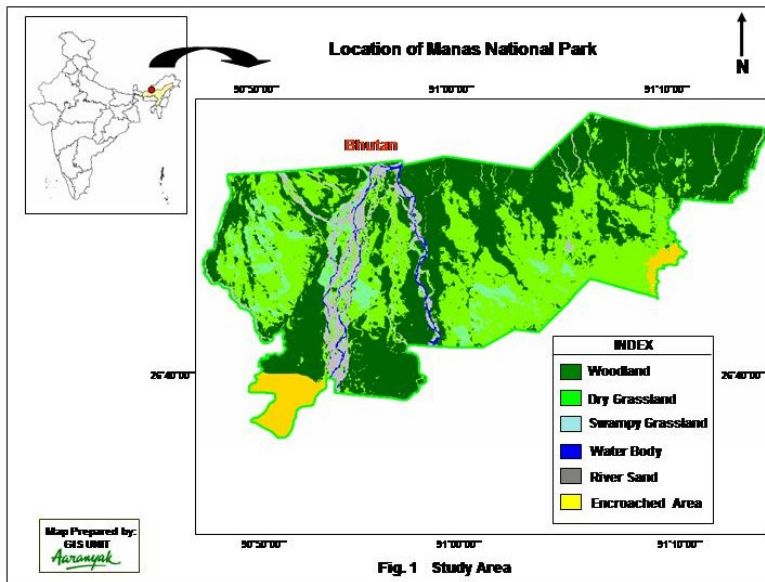 Location of Manas National Park
N
90°50'00" 91°00'00" 91°10'00"
Bhutan
26°40'00" 26°40'00"
INDEX
Woodland
Dry Grassland
Swampy Grassland
Water Body
River Sand
Encroached Area
Map Prepared by:
GIS UNIT
Aaranyak
90°50'00" 91°00'00" 91°10'00"
Fig. 1 Study Area